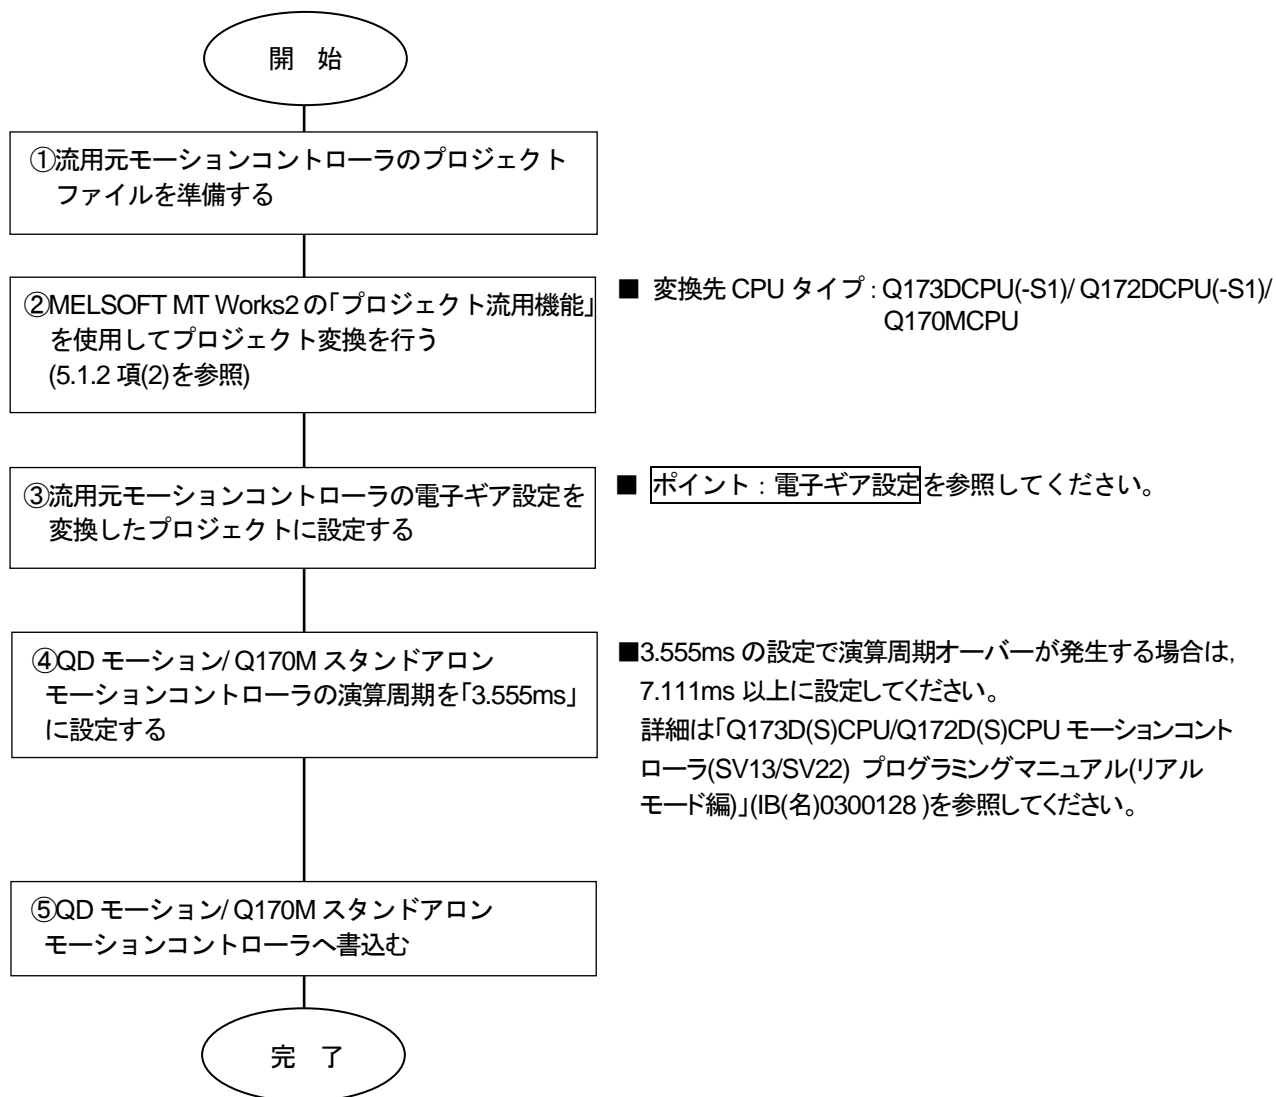 開 始
①流用元モーションコントローラのプロジェクト
ファイルを準備する
②MELSOFT MT Works2 の「プロジェクト流用機能」
を使用してプロジェクト変換を行う
(5.1.2 項(2)を参照)
■ 変換先 CPU タイプ : Q173DCPU(-S1)/ Q172DCPU(-S1)/
Q170MCPU
③流用元モーションコントローラの電子ギア設定を
変換したプロジェクトに設定する
■ ポイント：電子ギア設定を参照してください。
④QD モーション/ Q170M スタンドアロン
モーションコントローラの演算周期を「3.555ms」
に設定する
■3.555ms の設定で演算周期オーバーが発生する場合は,
7.111ms 以上に設定してください。
詳細は「Q173D(S)CPU/Q172D(S)CPU モーションコント
ローラ(SV13/SV22) プログラミングマニュアル(リアル
モード編)」(IB(名)0300128 )を参照してください。
⑤QD モーション/ Q170M スタンドアロン
モーションコントローラへ書込む
完 了